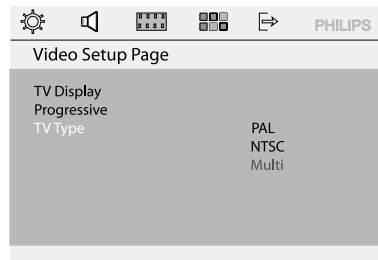 PHILIPS
Video Setup Page
TV Display
Progressive
TV Type
PAL
NTSC
Multi